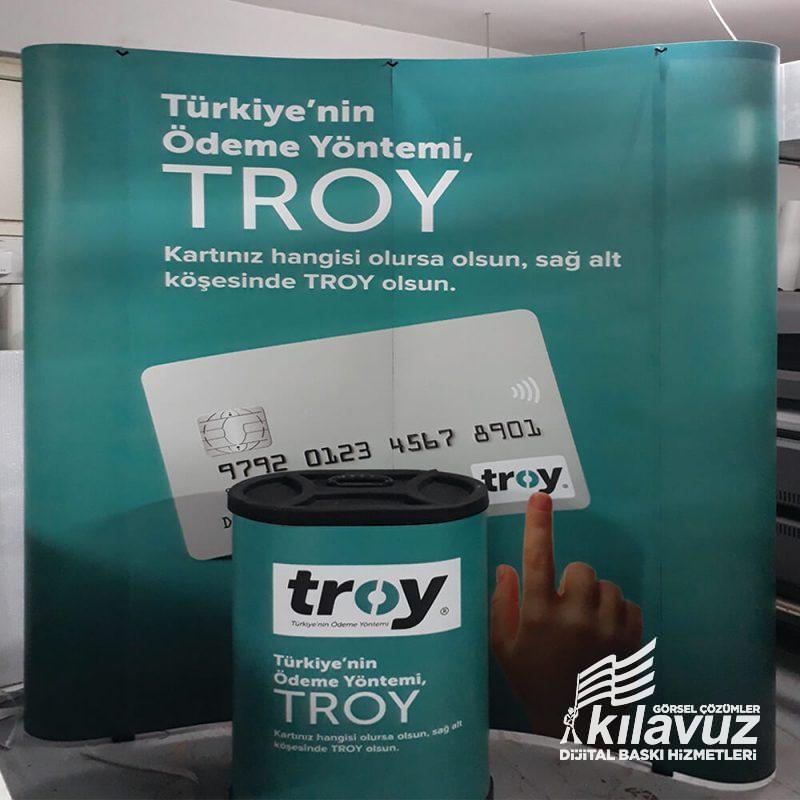 Türkiye'nin
Ödeme Yöntemi,
TROY
Kartınız hangisi olursa olsun, sağ alt
köşesinde TROY olsun.
9792 0123 4567 8901
troy
troy®
Türkiye'nin Ödeme Yöntemi
Türkiye'nin
Ödeme Yöntemi,
TROY
Kartınız hangisi olursa olsun, sağ alt
köşesinde TROY olsun.
GÖRSEL ÇÖZÜMLER
kılavuz
DİJİTAL BASKI HİZMETLERİ